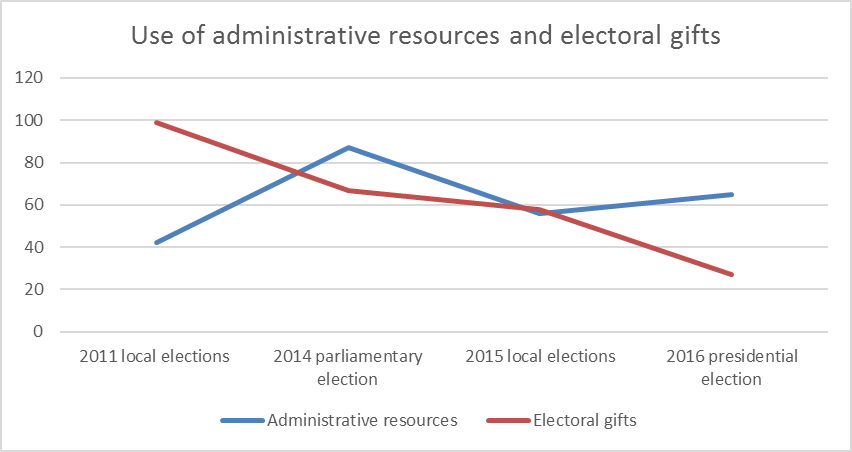 Use of administrative resources and electoral gifts
120
100
80
60
40
20
0
2011 local elections
2014 parliamentary
election
2015 local elections
2016 presidential
election
Administrative resources
Electoral gifts